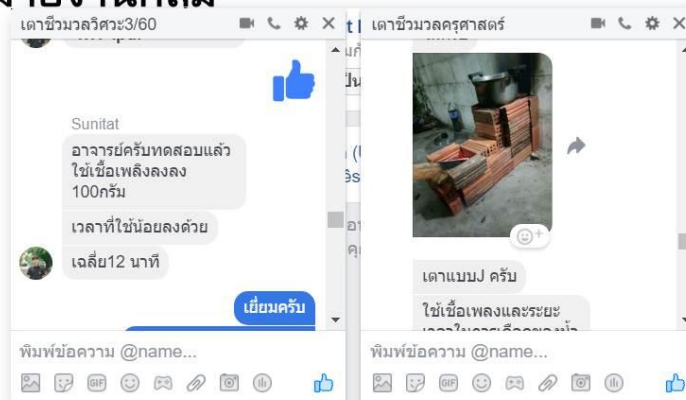 เตาชีวมวลวิศวะ3/60
Sunitat
อาจารย์ครับทดสอบแล้ว
ใช้เชื้อเพลิงลงลง
100กรัม
เวลาที่ใช้น้อยลงด้วย
เฉลี่ย12 นาที
เยี่ยมครับ
พิมพ์ข้อความ @name...
GIF
เตาชีวมวลครุศาสตร์
เตาแบบJ ครับ
ใช้เชื้อเพลงและระยะ
พิมพ์ข้อความ @name...
GIF